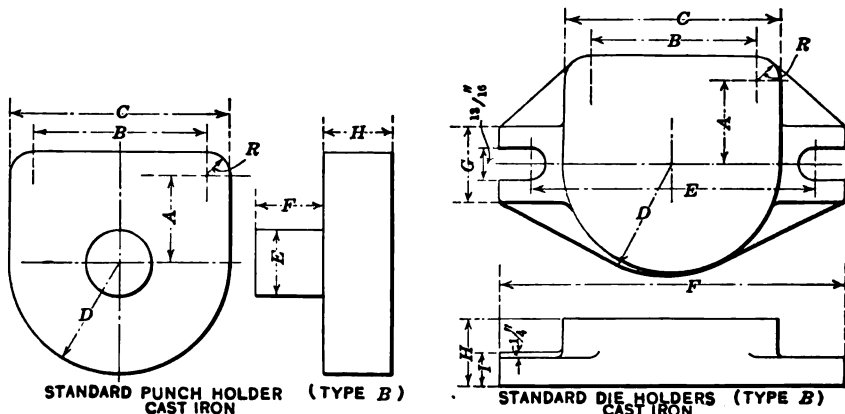 C
B
R
A
D
H
F
E
STANDARD PUNCH HOLDER (TYPE B)
CAST IRON
C
B
R
13/16"
A
G
E
D
F
1/4"
H
I
STANDARD DIE HOLDERS (TYPE B)
CAST IRON